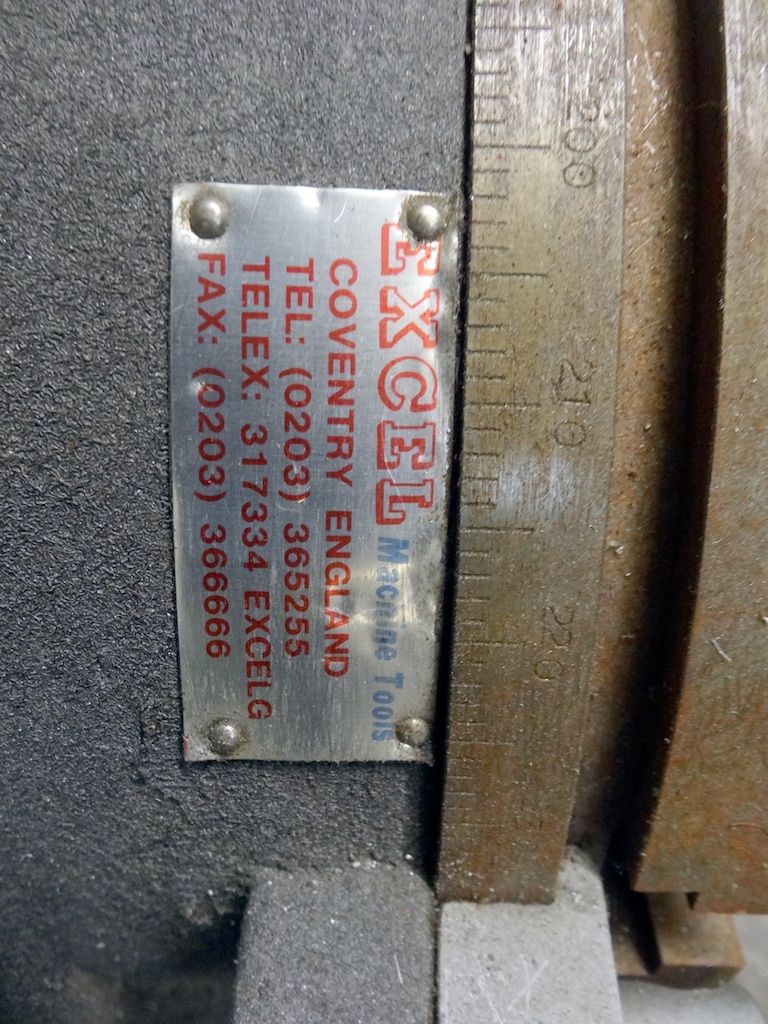 EXCEL Machine Tools
COVENTRY ENGLAND
TEL: (0203) 365255
TELEX: 317334 EXCELG
FAX: (0203) 366666
200
210
220